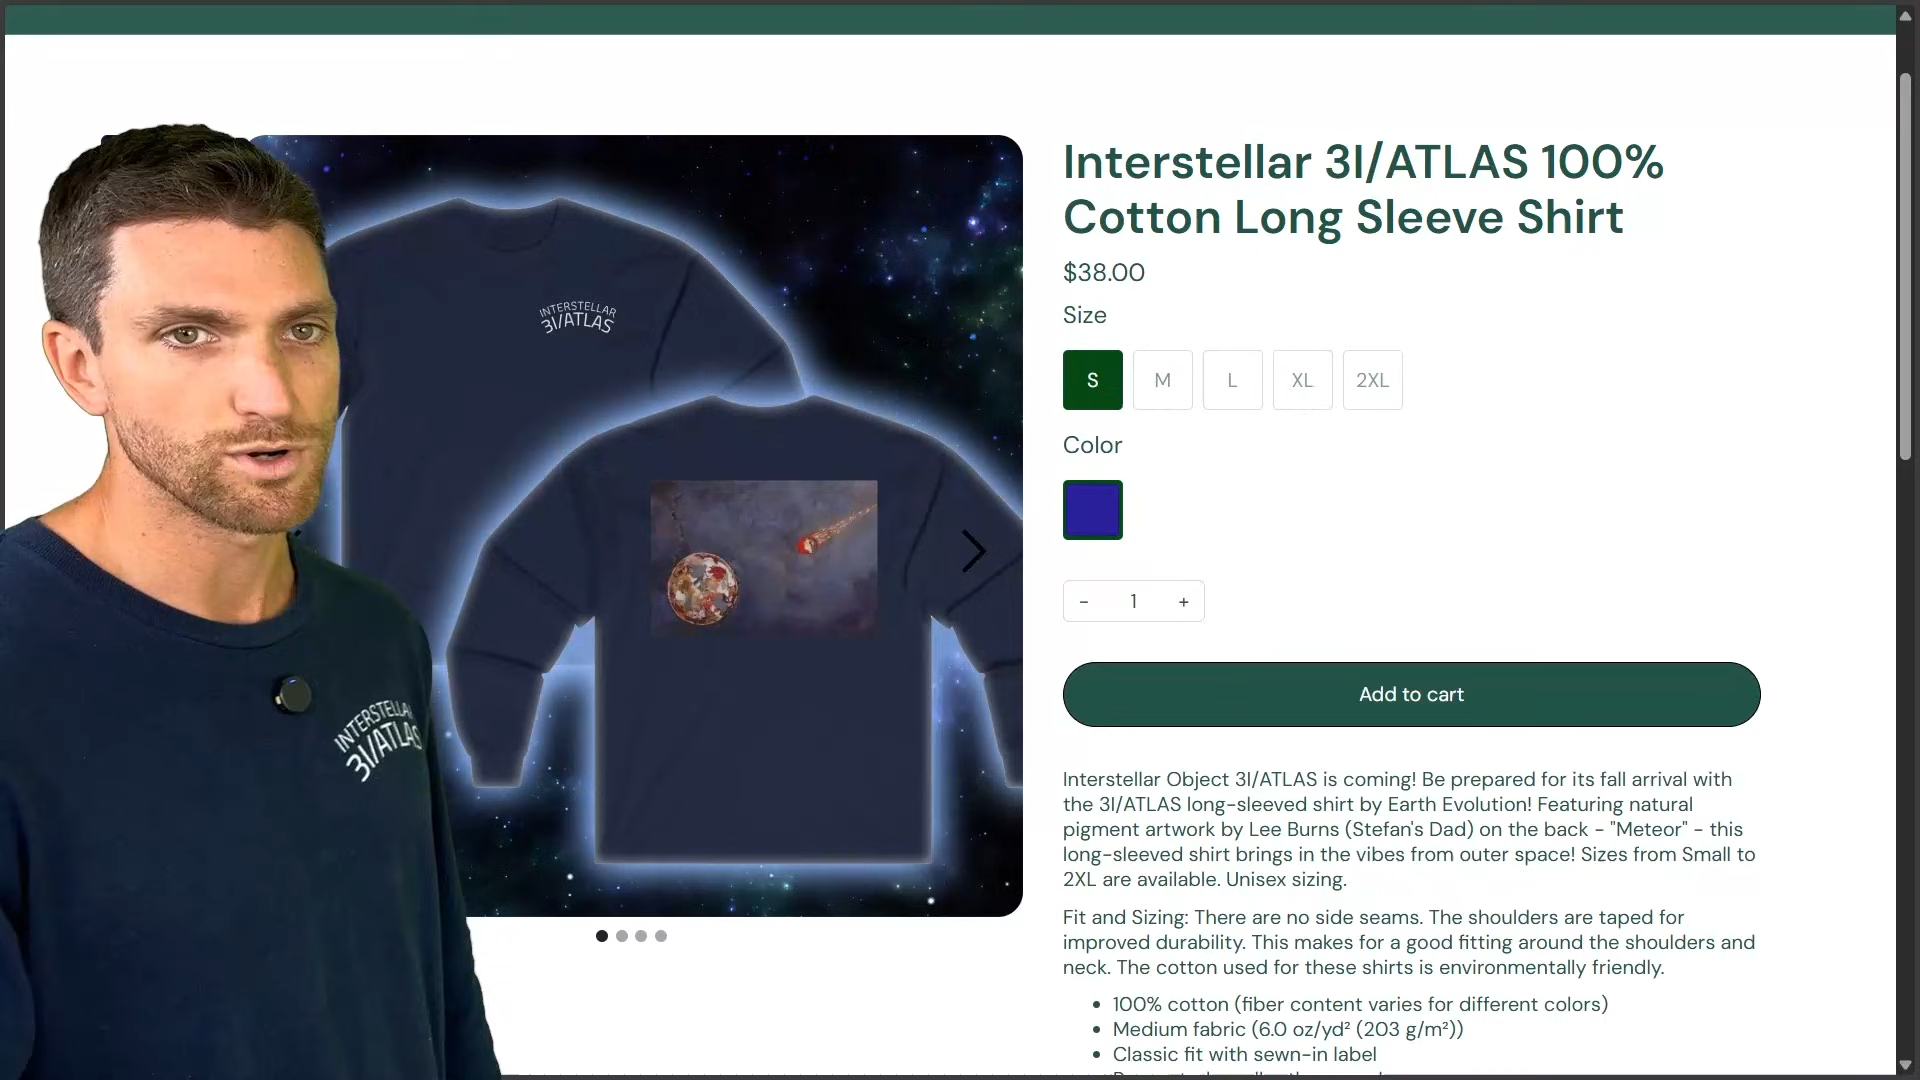 INTERSTELLAR
3I/ATLAS
INTERSTELLAR
3I/ATLAS
Interstellar 3I/ATLAS 100%
Cotton Long Sleeve Shirt
$38.00
Size
S M L XL 2XL
Color
- 1 +
Add to cart
Interstellar Object 3I/ATLAS is coming! Be prepared for its fall arrival with
the 3I/ATLAS long-sleeved shirt by Earth Evolution! Featuring natural
pigment artwork by Lee Burns (Stefan's Dad) on the back - "Meteor" - this
long-sleeved shirt brings in the vibes from outer space! Sizes from Small to
2XL are available. Unisex sizing.
Fit and Sizing: There are no side seams. The shoulders are taped for
improved durability. This makes for a good fitting around the shoulders and
neck. The cotton used for these shirts is environmentally friendly.
• 100% cotton (fiber content varies for different colors)
• Medium fabric (6.0 oz/yd² (203 g/m²))
• Classic fit with sewn-in label